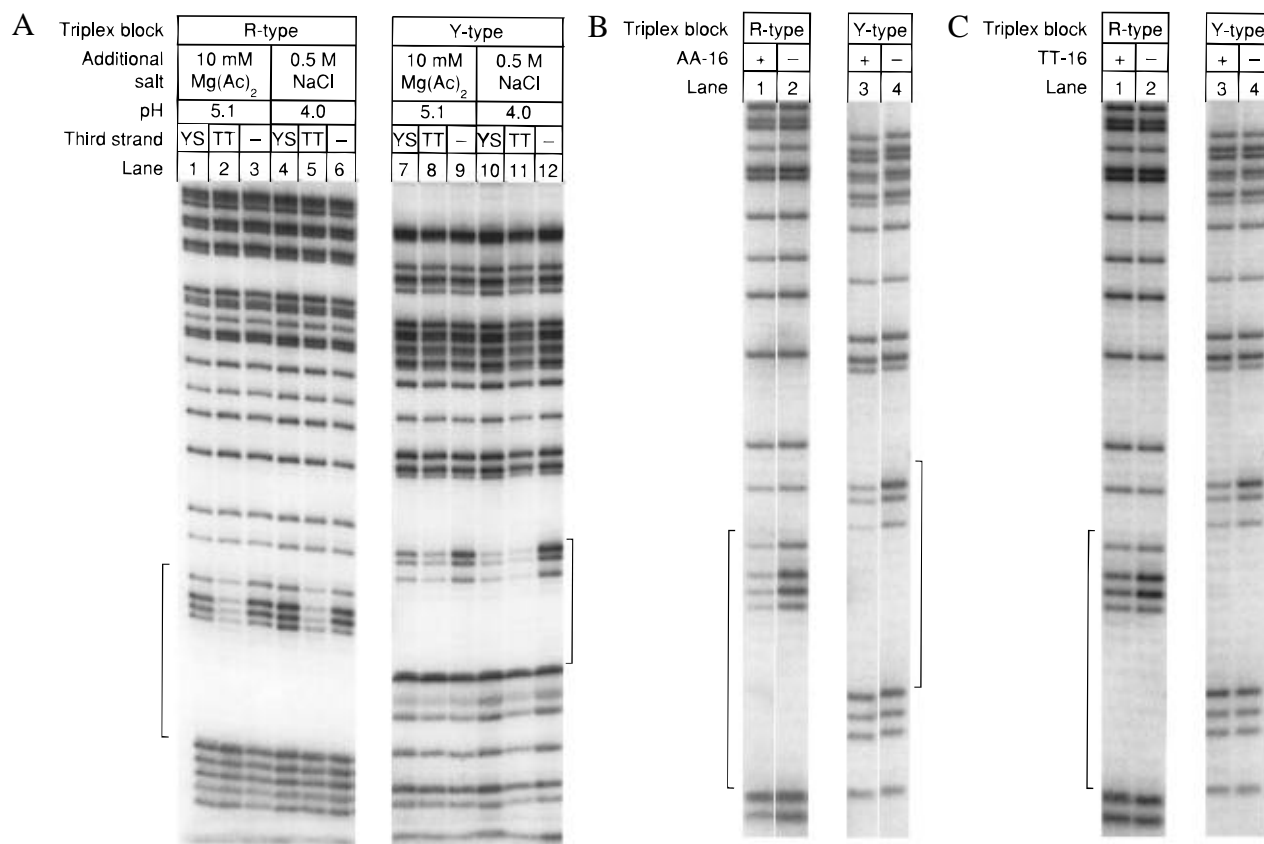 A
Triplex block R-type Y-type
Additional salt 10 mM Mg(Ac)2 0.5 M NaCl 10 mM Mg(Ac)2 0.5 M NaCl
pH 5.1 4.0 5.1 4.0
Third strand YS TT – YS TT – YS TT – YS TT –
Lane 1 2 3 4 5 6 7 8 9 10 11 12
B
Triplex block R-type Y-type
AA-16 + – + –
Lane 1 2 3 4
C
Triplex block R-type Y-type
TT-16 + – + –
Lane 1 2 3 4